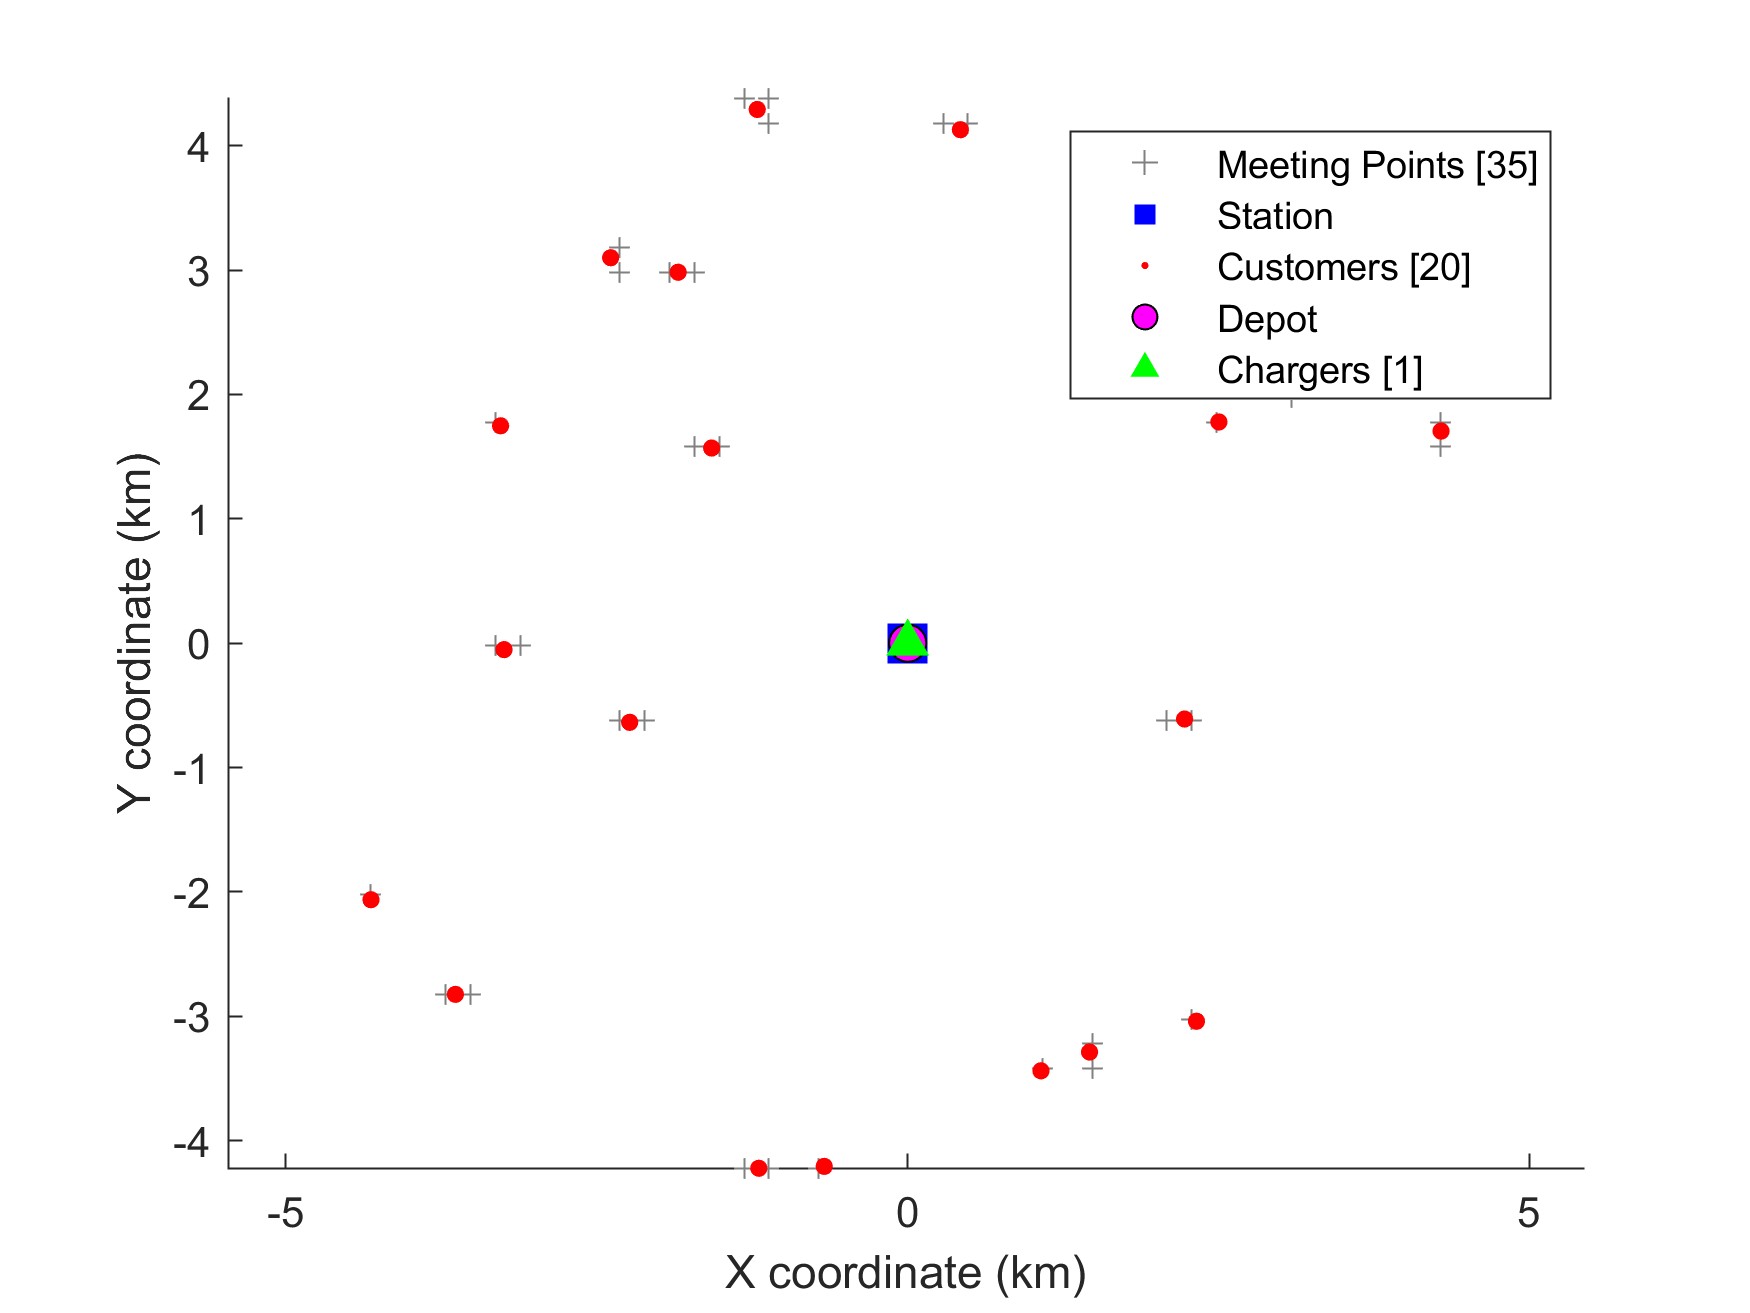 4
3
2
1
0
-1
-2
-3
-4
Y coordinate (km)
-5
0
5
X coordinate (km)
Meeting Points [35]
Station
Customers [20]
Depot
Chargers [1]